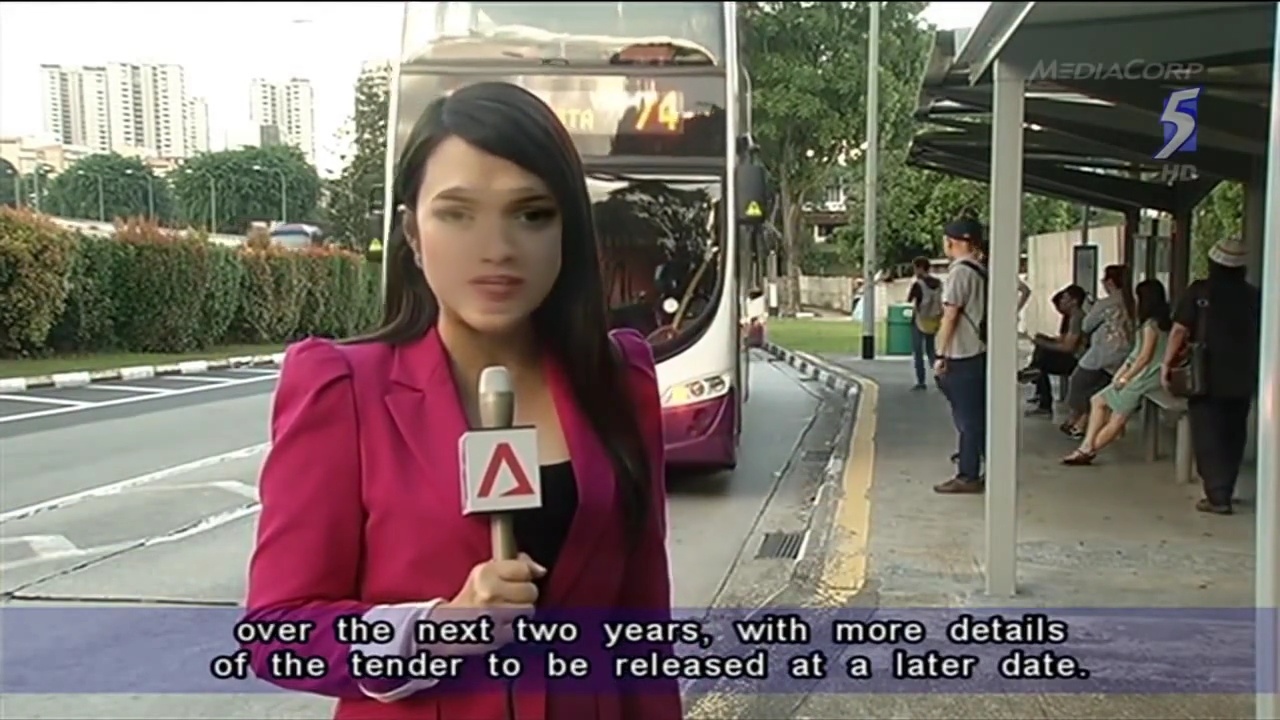 MEDIACORP
5
HD
74
over the next two years, with more details
of the tender to be released at a later date.